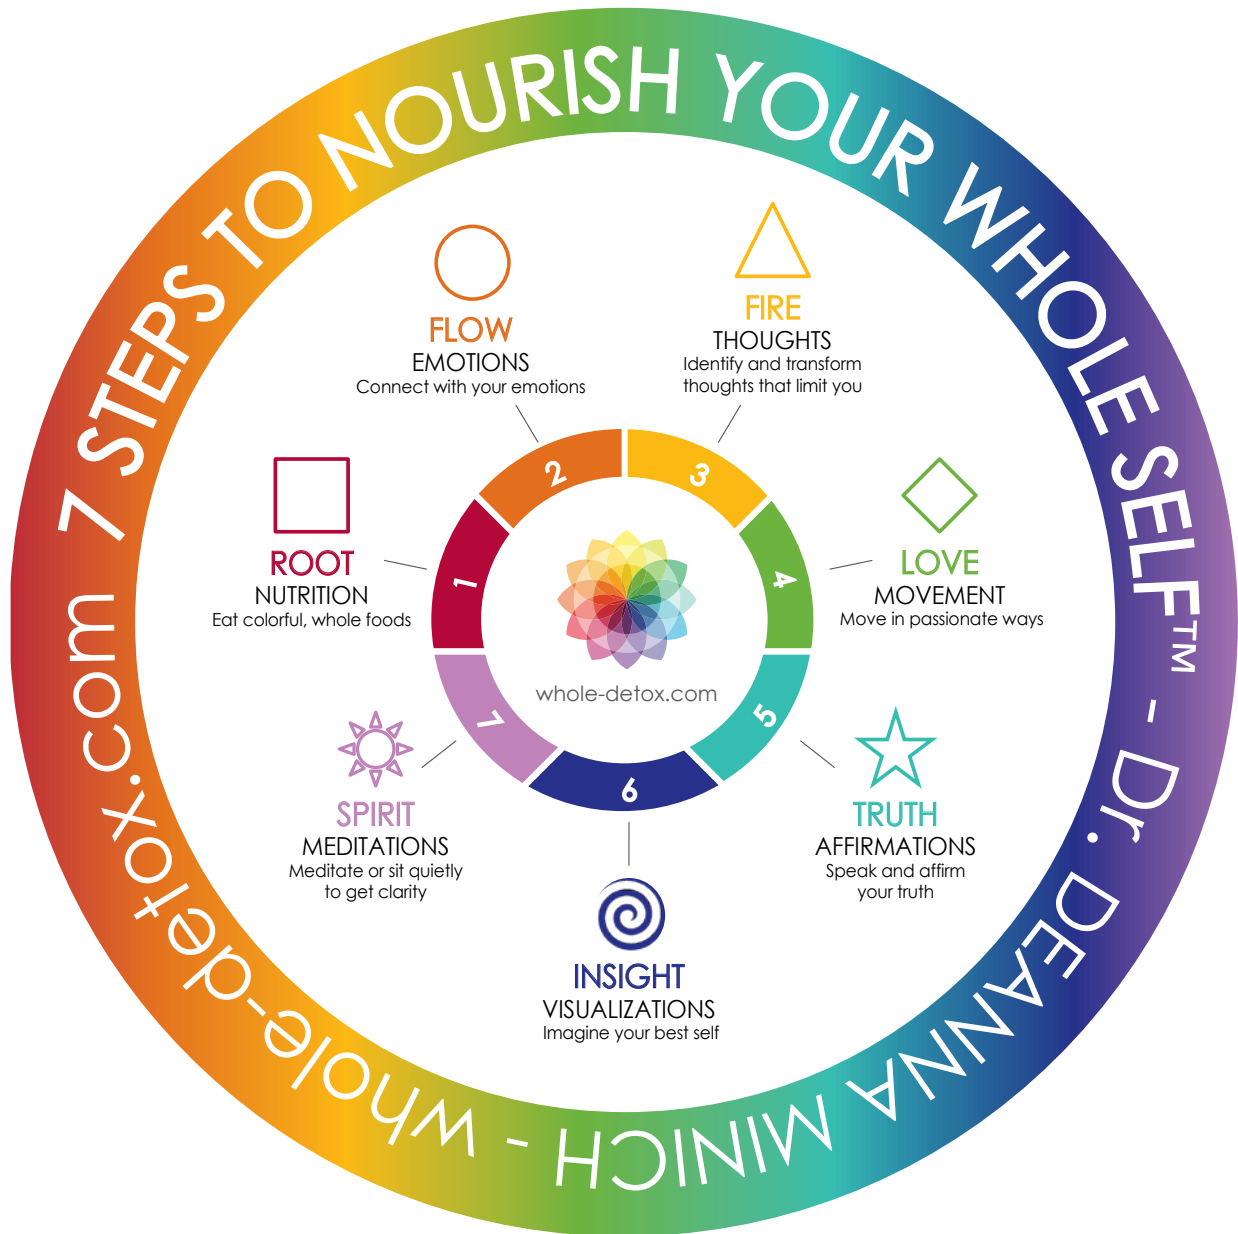 7 STEPS TO NOURISH YOUR WHOLE SELF™ - Dr. DEANNA MINICH - whole-detox.com
1
ROOT
NUTRITION
Eat colorful, whole foods
2
FLOW
EMOTIONS
Connect with your emotions
3
FIRE
THOUGHTS
Identify and transform
thoughts that limit you
4
LOVE
MOVEMENT
Move in passionate ways
5
TRUTH
AFFIRMATIONS
Speak and affirm
your truth
6
INSIGHT
VISUALIZATIONS
Imagine your best self
7
SPIRIT
MEDITATIONS
Meditate or sit quietly
to get clarity
whole-detox.com